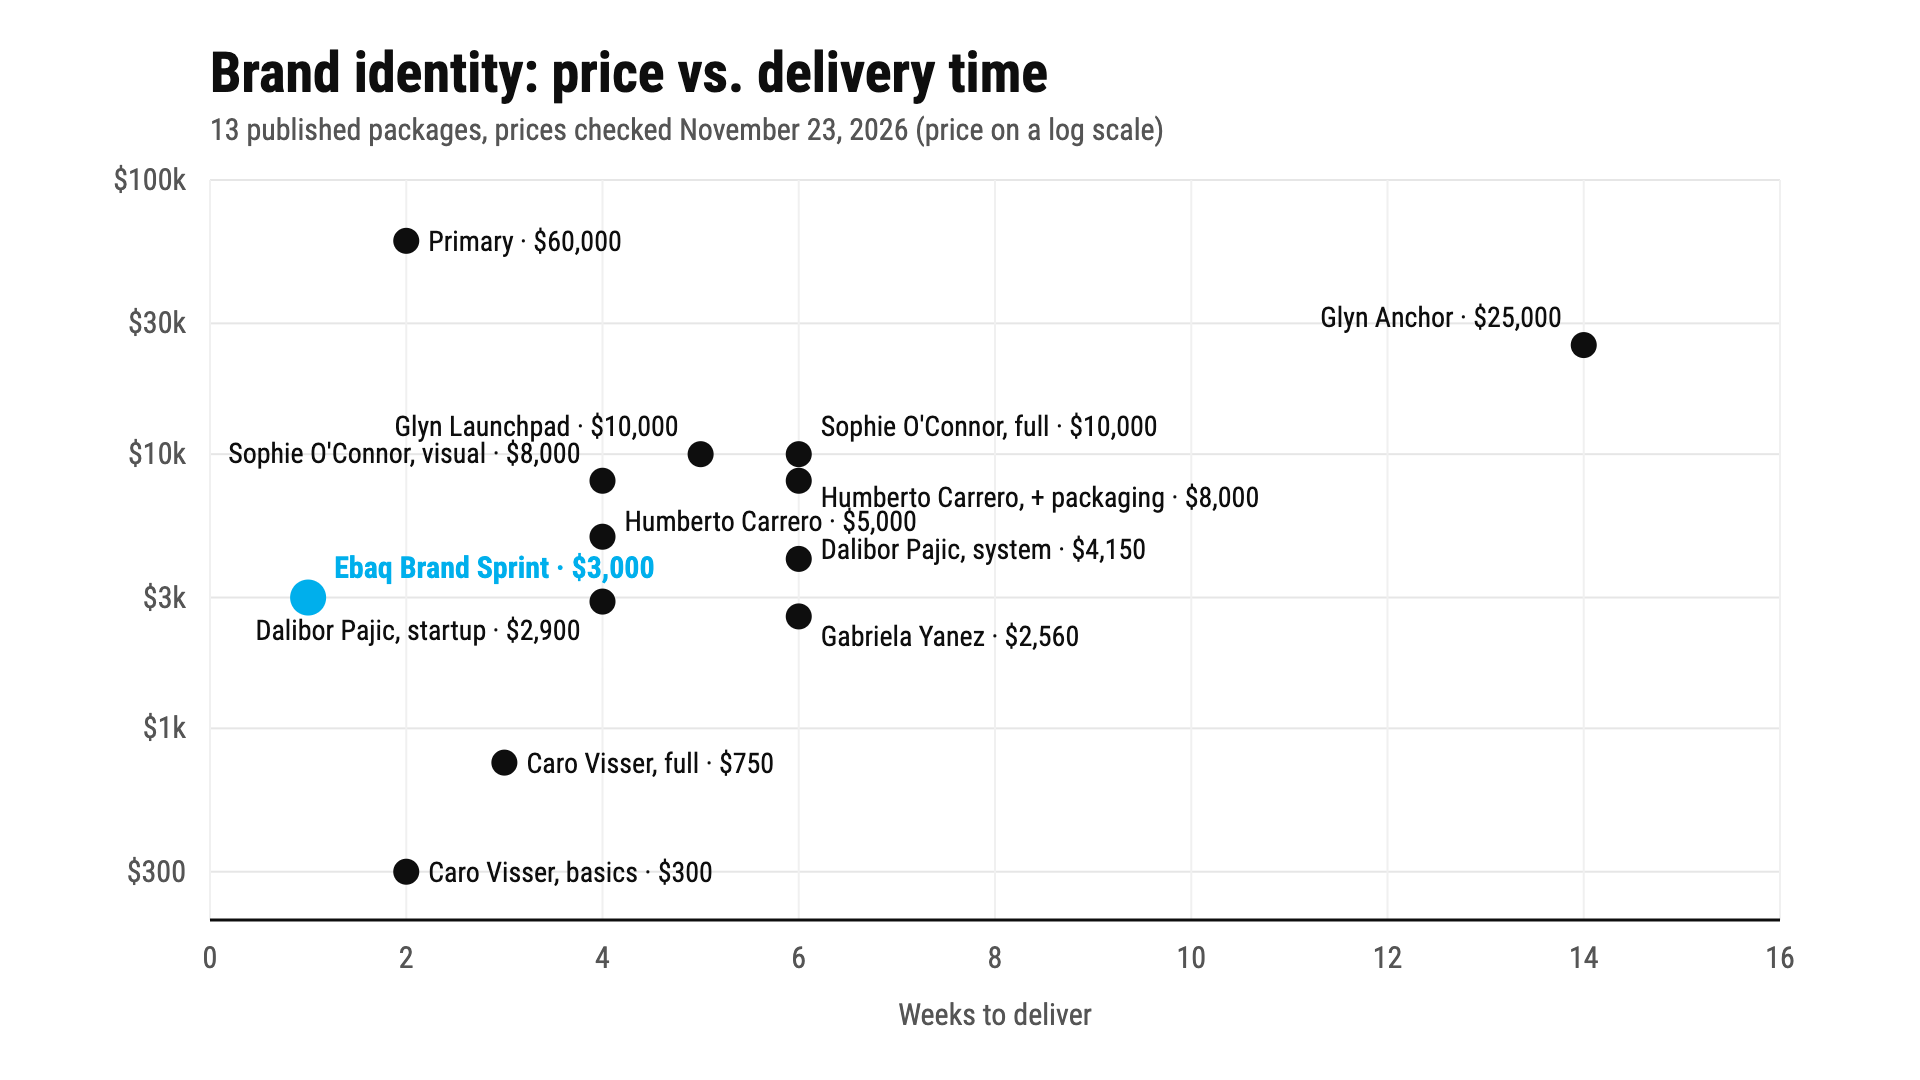 Brand identity: price vs. delivery time
13 published packages, prices checked November 23, 2026 (price on a log scale)
$100k
Primary · $60,000
$30k
Glyn Anchor · $25,000
Glyn Launchpad · $10,000
Sophie O'Connor, full · $10,000
$10k
Sophie O'Connor, visual · $8,000
Humberto Carrero, + packaging · $8,000
Humberto Carrero · $5,000
Dalibor Pajic, system · $4,150
Ebaq Brand Sprint · $3,000
$3k
Dalibor Pajic, startup · $2,900
Gabriela Yanez · $2,560
$1k
Caro Visser, full · $750
$300
Caro Visser, basics · $300
0 2 4 6 8 10 12 14 16
Weeks to deliver